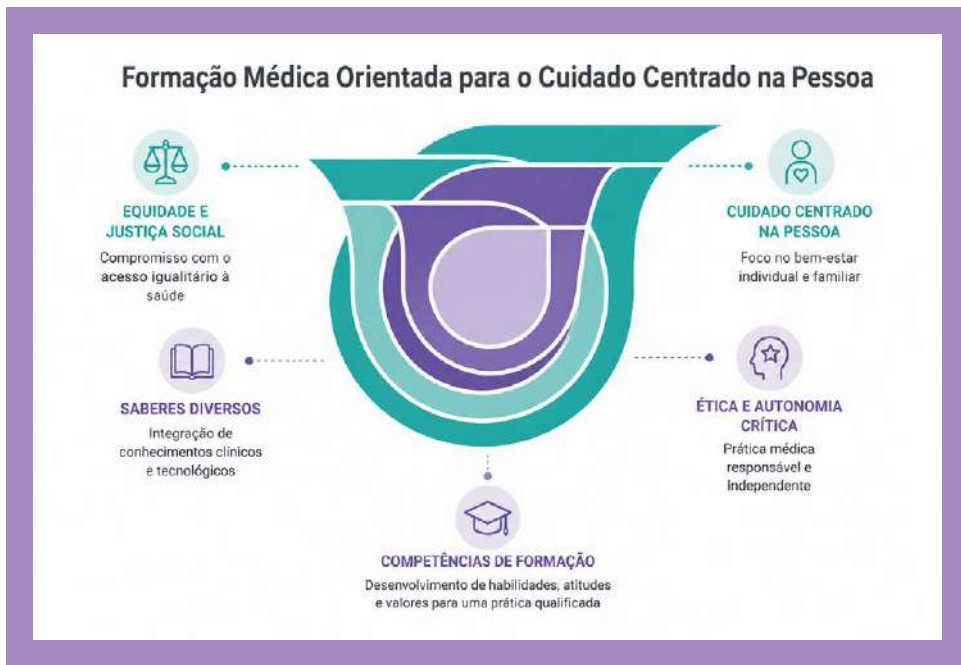 Formação Médica Orientada para o Cuidado Centrado na Pessoa
EQUIDADE E
JUSTIÇA SOCIAL
Compromisso com o
acesso igualitário à
saúde
CUIDADO CENTRADO
NA PESSOA
Foco no bem-estar
individual e familiar
SABERES DIVERSOS
Integração de
conhecimentos clínicos
e tecnológicos
ÉTICA E AUTONOMIA
CRÍTICA
Prática médica
responsável e
independente
COMPETÊNCIAS DE FORMAÇÃO
Desenvolvimento de habilidades, atitudes
e valores para uma prática qualificada